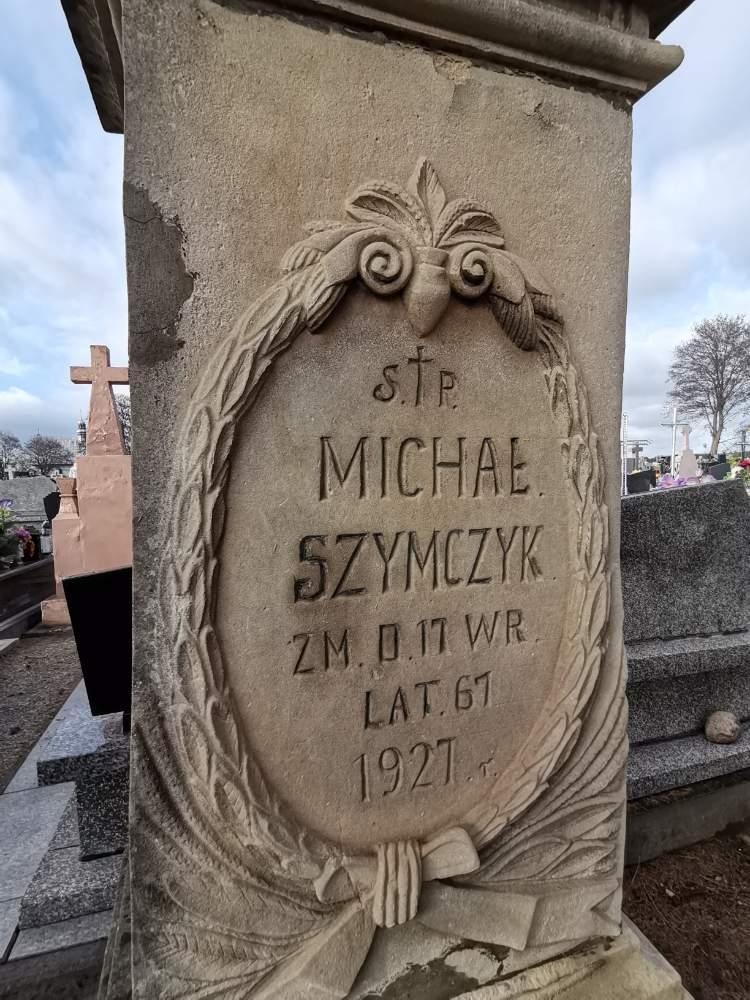 S.†P.
MICHAŁ.
SZYMCZYK.
ZM. D.17 WR.
LAT. 67
1927.r.